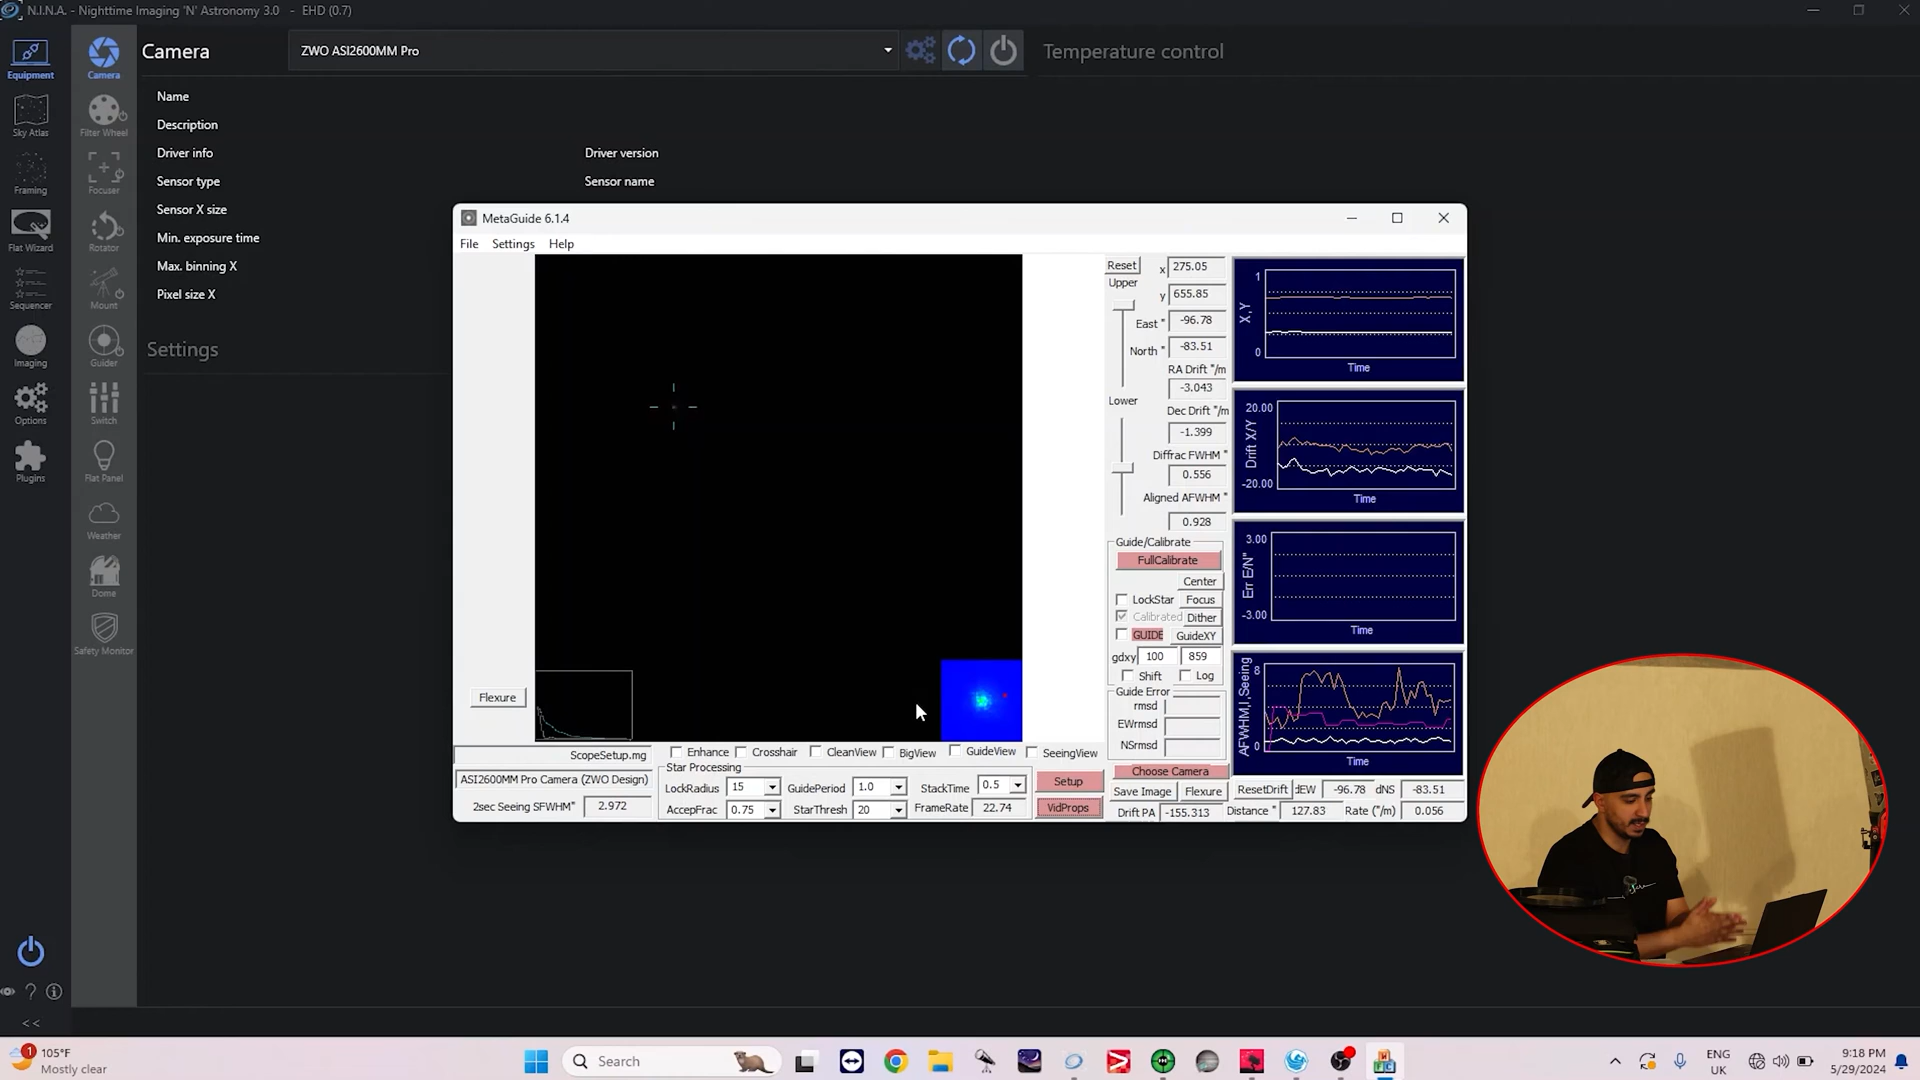 N.I.N.A. - Nighttime Imaging 'N' Astronomy 3.0 - EHD (0.7)
Equipment
Sky Atlas
Framing
Flat Wizard
Sequencer
Imaging
Options
Plugins
<<
Camera
Filter Wheel
Focuser
Rotator
Mount
Guider
Switch
Flat Panel
Weather
Dome
Safety Monitor
Camera
ZWO ASI2600MM Pro
Temperature control
Name
Description
Driver info
Driver version
Sensor type
Sensor name
Sensor X size
Min. exposure time
Max. binning X
Pixel size X
Settings
MetaGuide 6.1.4
File Settings Help
Flexure
ScopeSetup.mg
ASI2600MM Pro Camera (ZWO Design)
2sec Seeing SFWHM" 2.972
Enhance Crosshair CleanView BigView GuideView SeeingView
Star Processing
LockRadius 15 GuidePeriod 1.0 StackTime 0.5
AccepFrac 0.75 StarThresh 20 FrameRate 22.74
Setup
VidProps
Reset
Upper
Lower
x 275.05
y 655.85
East " -96.78
North " -83.51
RA Drift "/m
-3.043
Dec Drift "/m
-1.399
Diffrac FWHM "
0.556
Aligned AFWHM "
0.928
Guide/Calibrate
FullCalibrate
Center
LockStar Focus
Calibrated Dither
GUIDE GuideXY
gdxy 100 859
Shift Log
Guide Error
rmsd
EWrmsd
NSrmsd
Choose Camera
Save Image Flexure
Drift PA -155.313
1
X,Y
0
Time
20.00
Drift X/Y
-20.00
Time
3.00
Err E/N"
-3.00
Time
8
AFWHM,I,Seeing
0
Time
ResetDrift dEW -96.78 dNS -83.51
Distance " 127.83 Rate ("/m) 0.056
1
105°F
Mostly clear
Search
ENG
UK
9:18 PM
5/29/2024